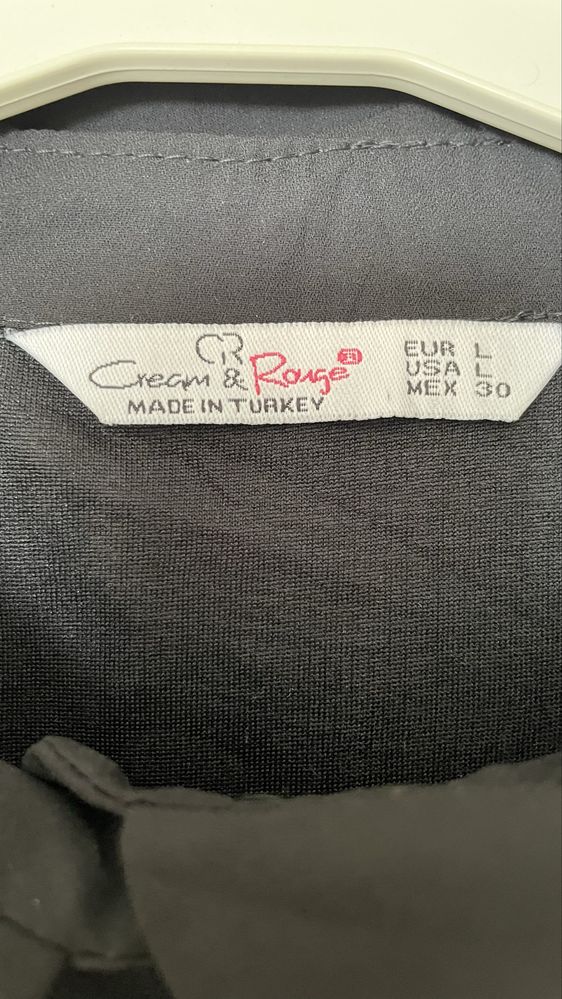 CR
Cream & Rouge
MADE IN TURKEY
EUR L
USA L
MEX 30